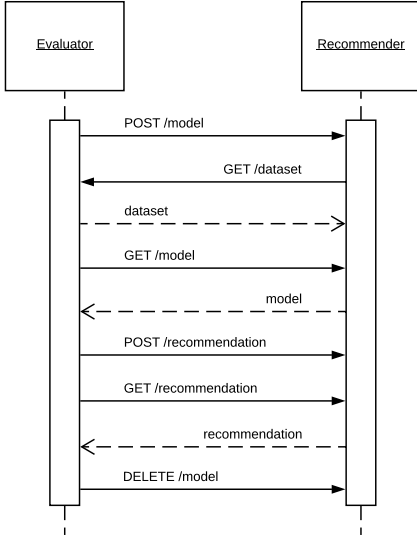 Evaluator
Recommender
POST /model
GET /dataset
dataset
GET /model
model
POST /recommendation
GET /recommendation
recommendation
DELETE /model